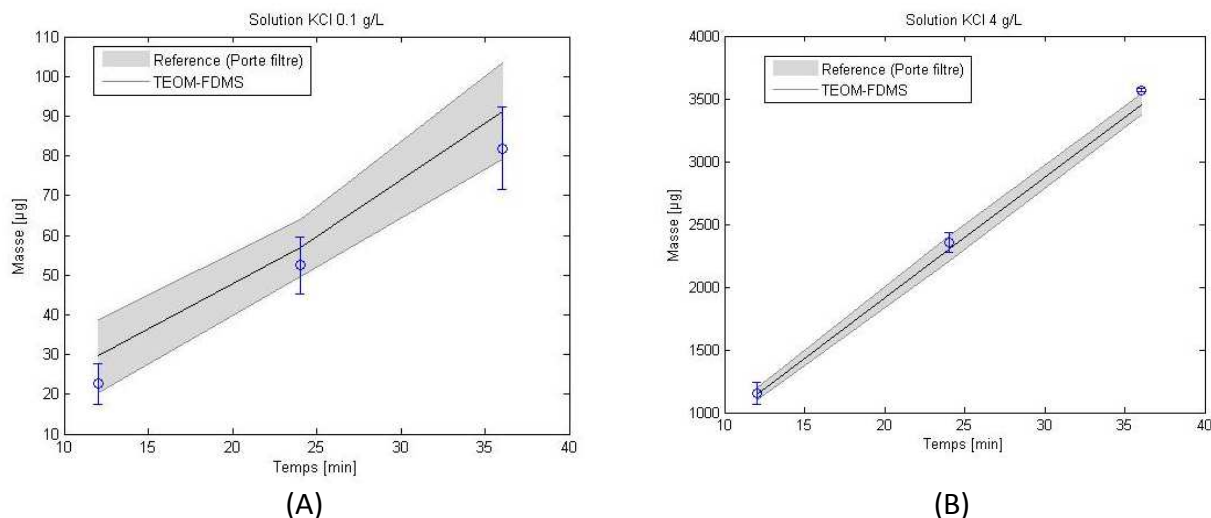 Solution KCl 0.1 g/L
110
100
90
80
70
60
50
40
30
20
10
Masse [µg]
Reference (Porte filtre)
TEOM-FDMS
10
15
20
25
30
35
40
Temps [min]
(A)
Solution KCl 4 g/L
4000
3500
3000
2500
2000
1500
1000
Masse [µg]
Reference (Porte filtre)
TEOM-FDMS
10
15
20
25
30
35
40
Temps [min]
(B)